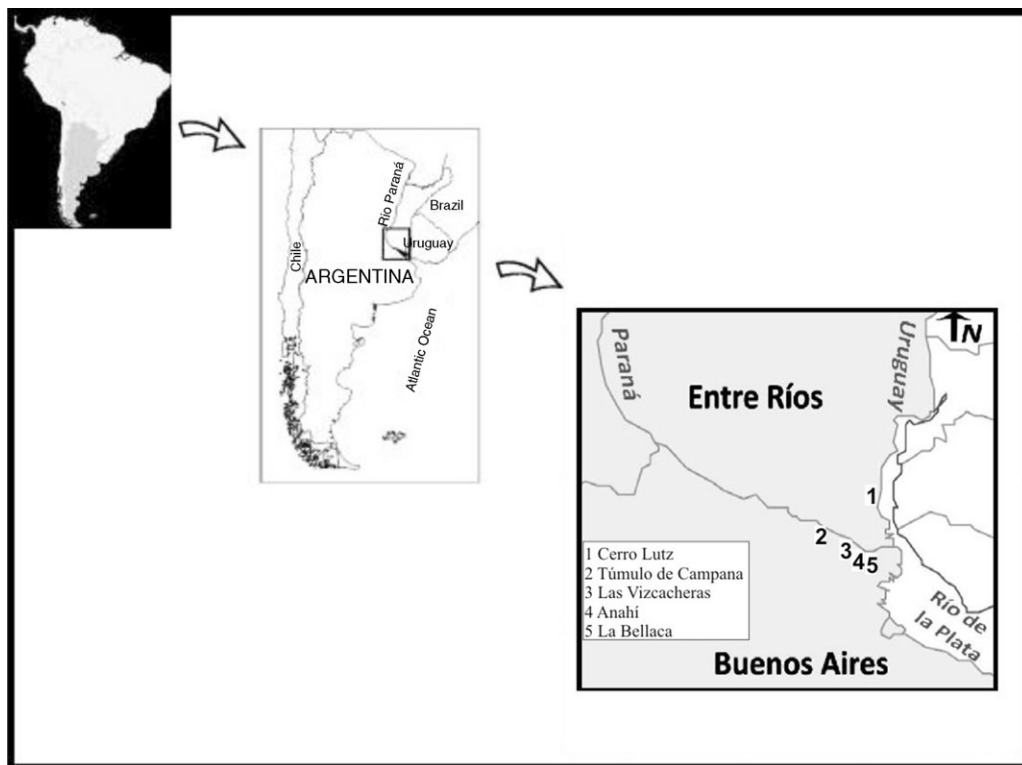 Río Paraná
Brazil
Uruguay
Chile
ARGENTINA
Atlantic Ocean
N
Paraná
Uruguay
Entre Ríos
1
2
3
4
5
1 Cerro Lutz
2 Túmulo de Campana
3 Las Vizcacheras
4 Anahí
5 La Bellaca
Río de
la Plata
Buenos Aires